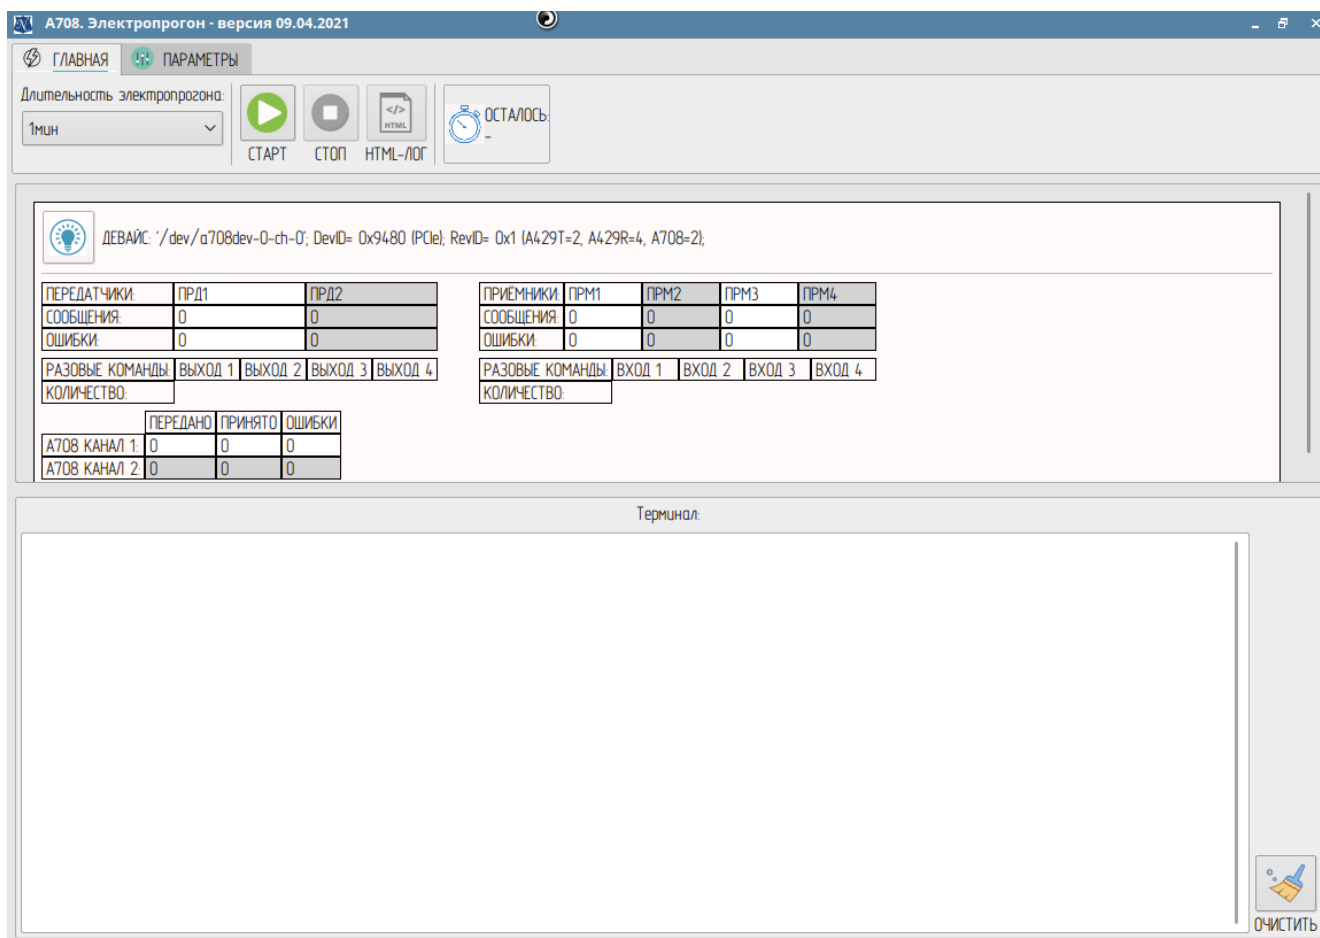 А708. Электропрогон - версия 09.04.2021
ГЛАВНАЯ ПАРАМЕТРЫ
Длительность электропрогона:
1мин
СТАРТ СТОП HTML-ЛОГ
</>
HTML
ОСТАЛОСЬ:
-
ДЕВАЙС: '/dev/a708dev-0-ch-0'; DevID= 0x9480 (PCIe); RevID= 0x1 (A429T=2, A429R=4, A708=2);
ПЕРЕДАТЧИКИ: ПРД1 ПРД2
СООБЩЕНИЯ: 0 0
ОШИБКИ: 0 0
ПРИЁМНИКИ: ПРМ1 ПРМ2 ПРМ3 ПРМ4
СООБЩЕНИЯ: 0 0 0 0
ОШИБКИ: 0 0 0 0
РАЗОВЫЕ КОМАНДЫ: ВЫХОД 1 ВЫХОД 2 ВЫХОД 3 ВЫХОД 4
КОЛИЧЕСТВО:
РАЗОВЫЕ КОМАНДЫ: ВХОД 1 ВХОД 2 ВХОД 3 ВХОД 4
КОЛИЧЕСТВО:
ПЕРЕДАНО ПРИНЯТО ОШИБКИ
А708 КАНАЛ 1: 0 0 0
А708 КАНАЛ 2: 0 0 0
Терминал:
ОЧИСТИТЬ